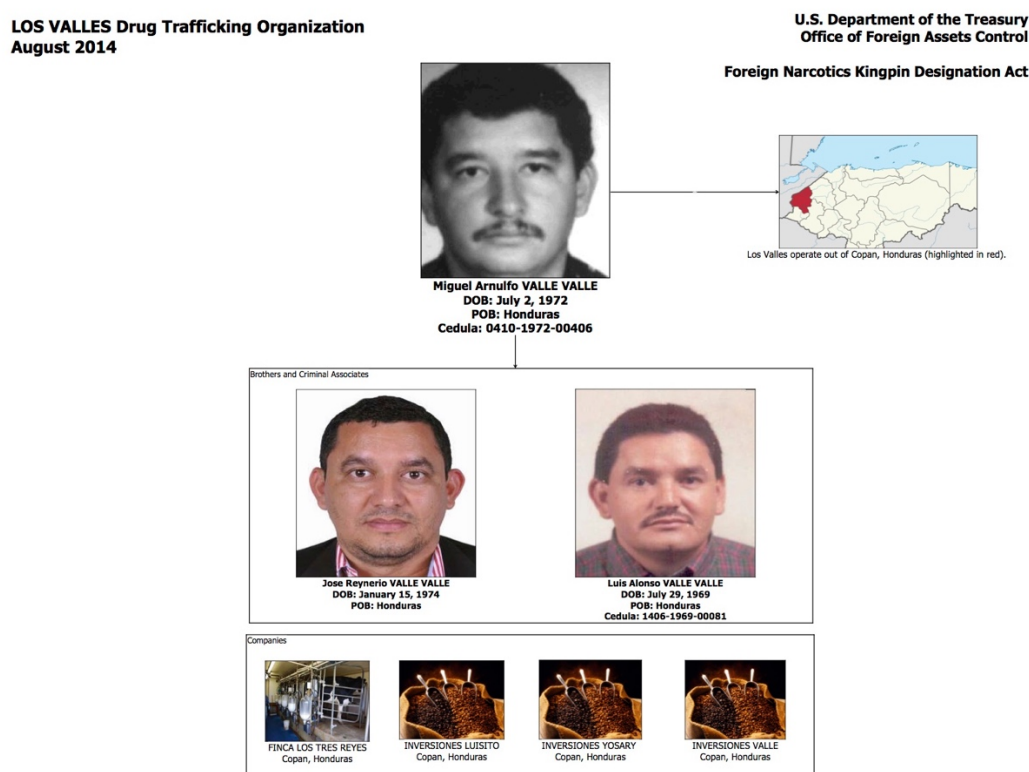 LOS VALLES Drug Trafficking Organization
August 2014
U.S. Department of the Treasury
Office of Foreign Assets Control
Foreign Narcotics Kingpin Designation Act
Los Valles operate out of Copan, Honduras (highlighted in red).
Miguel Arnulfo VALLE VALLE
DOB: July 2, 1972
POB: Honduras
Cedula: 0410-1972-00406
Brothers and Criminal Associates
Jose Reynerio VALLE VALLE
DOB: January 15, 1974
POB: Honduras
Luis Alonso VALLE VALLE
DOB: July 29, 1969
POB: Honduras
Cedula: 1406-1969-00081
Companies
FINCA LOS TRES REYES
Copan, Honduras
INVERSIONES LUISITO
Copan, Honduras
INVERSIONES YOSARY
Copan, Honduras
INVERSIONES VALLE
Copan, Honduras